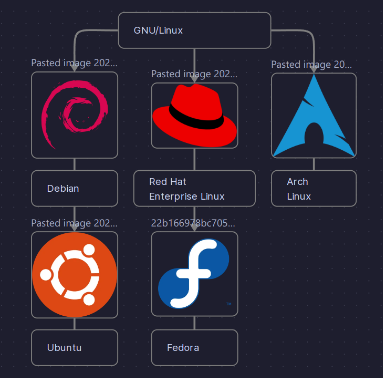 GNU/Linux
Pasted image 202...
Pasted image 202...
Pasted image 20...
Debian
Red Hat
Enterprise Linux
Arch
Linux
Pasted image 202...
22b166978bc705...
Ubuntu
Fedora